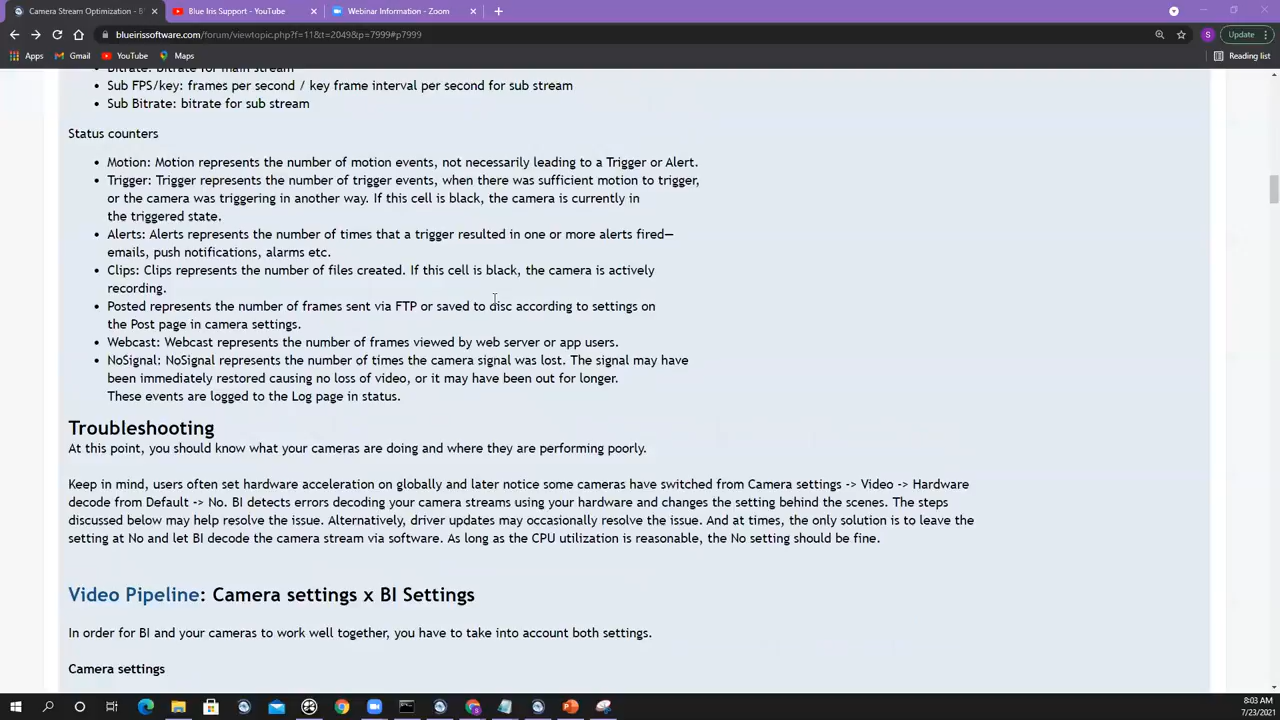 Camera Stream Optimization - Bl
Blue Iris Support - YouTube
Webinar Information - Zoom
blueirissoftware.com/forum/viewtopic.php?f=11&t=2049&p=7999#p7999
S
Update
Apps
Gmail
YouTube
Maps
Reading list
Bitrate: bitrate for main stream
Sub FPS/key: frames per second / key frame interval per second for sub stream
Sub Bitrate: bitrate for sub stream
Status counters
Motion: Motion represents the number of motion events, not necessarily leading to a Trigger or Alert.
Trigger: Trigger represents the number of trigger events, when there was sufficient motion to trigger,
or the camera was triggering in another way. If this cell is black, the camera is currently in
the triggered state.
Alerts: Alerts represents the number of times that a trigger resulted in one or more alerts fired—
emails, push notifications, alarms etc.
Clips: Clips represents the number of files created. If this cell is black, the camera is actively
recording.
Posted represents the number of frames sent via FTP or saved to disc according to settings on
the Post page in camera settings.
Webcast: Webcast represents the number of frames viewed by web server or app users.
NoSignal: NoSignal represents the number of times the camera signal was lost. The signal may have
been immediately restored causing no loss of video, or it may have been out for longer.
These events are logged to the Log page in status.
Troubleshooting
At this point, you should know what your cameras are doing and where they are performing poorly.
Keep in mind, users often set hardware acceleration on globally and later notice some cameras have switched from Camera settings -> Video -> Hardware
decode from Default -> No. BI detects errors decoding your camera streams using your hardware and changes the setting behind the scenes. The steps
discussed below may help resolve the issue. Alternatively, driver updates may occasionally resolve the issue. And at times, the only solution is to leave the
setting at No and let BI decode the camera stream via software. As long as the CPU utilization is reasonable, the No setting should be fine.
Video Pipeline: Camera settings x BI Settings
In order for BI and your cameras to work well together, you have to take into account both settings.
Camera settings
8:03 AM
7/23/2021